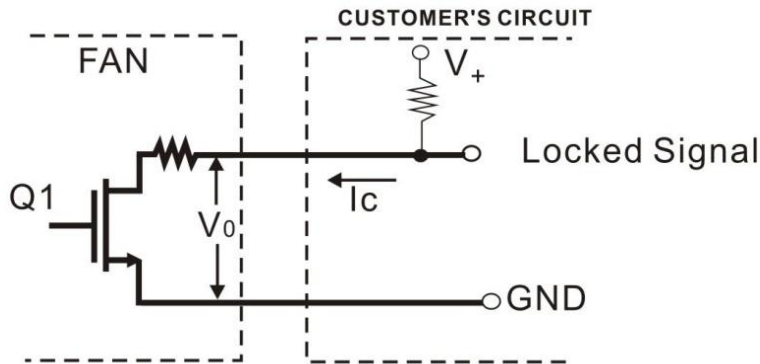 CUSTOMER'S CIRCUIT
FAN
V+
Locked Signal
Ic
Q1
V0
GND